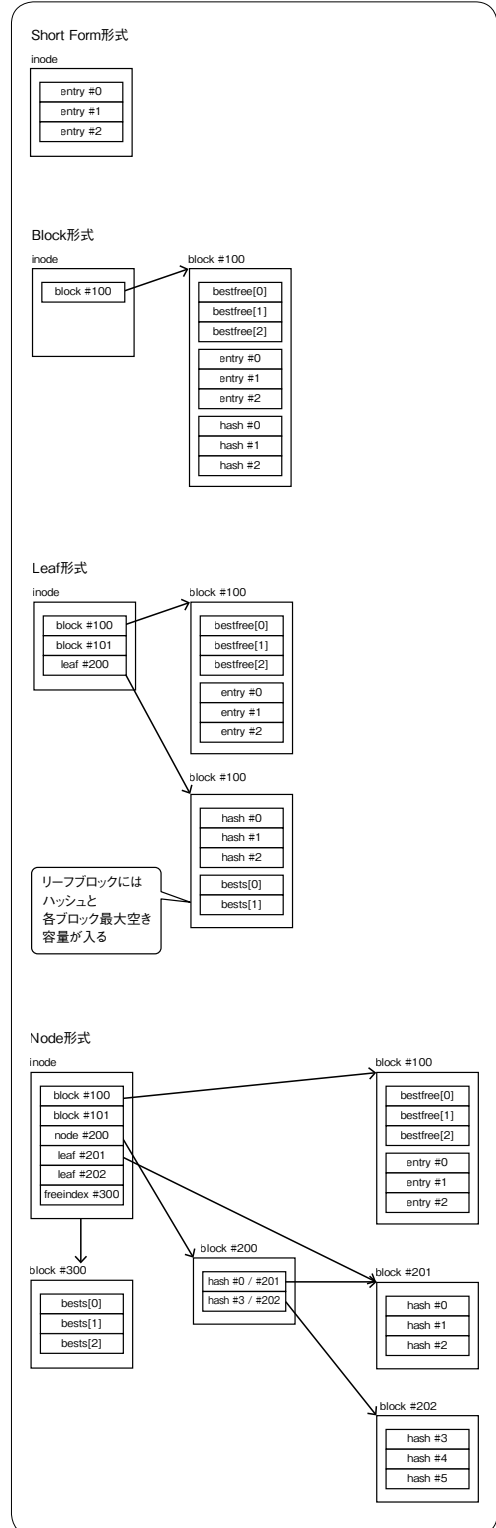 Short Form形式
inode
entry #0
entry #1
entry #2
Block形式
inode
block #100
block #100
bestfree[0]
bestfree[1]
bestfree[2]
entry #0
entry #1
entry #2
hash #0
hash #1
hash #2
Leaf形式
inode
block #100
block #101
leaf #200
block #100
bestfree[0]
bestfree[1]
bestfree[2]
entry #0
entry #1
entry #2
block #100
hash #0
hash #1
hash #2
bests[0]
bests[1]
リーフブロックには
ハッシュと
各ブロック最大空き
容量が入る
Node形式
inode
block #100
block #101
node #200
leaf #201
leaf #202
freeindex #300
block #100
bestfree[0]
bestfree[1]
bestfree[2]
entry #0
entry #1
entry #2
block #300
bests[0]
bests[1]
bests[2]
block #200
hash #0 / #201
hash #3 / #202
block #201
hash #0
hash #1
hash #2
block #202
hash #3
hash #4
hash #5